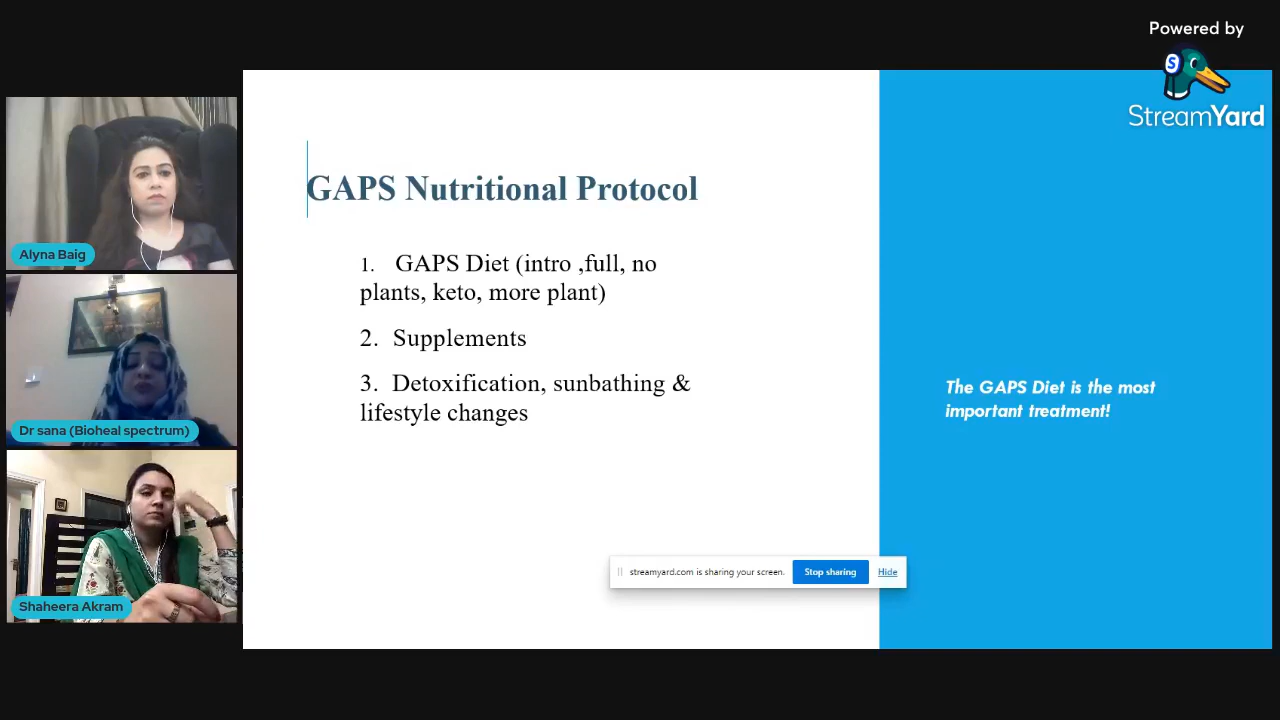 Powered by
StreamYard
Alyna Baig
Dr sana (Bioheal spectrum)
Shaheera Akram
GAPS Nutritional Protocol
1. GAPS Diet (intro ,full, no
plants, keto, more plant)
2. Supplements
3. Detoxification, sunbathing &
lifestyle changes
The GAPS Diet is the most
important treatment!
streamyard.com is sharing your screen. Stop sharing Hide